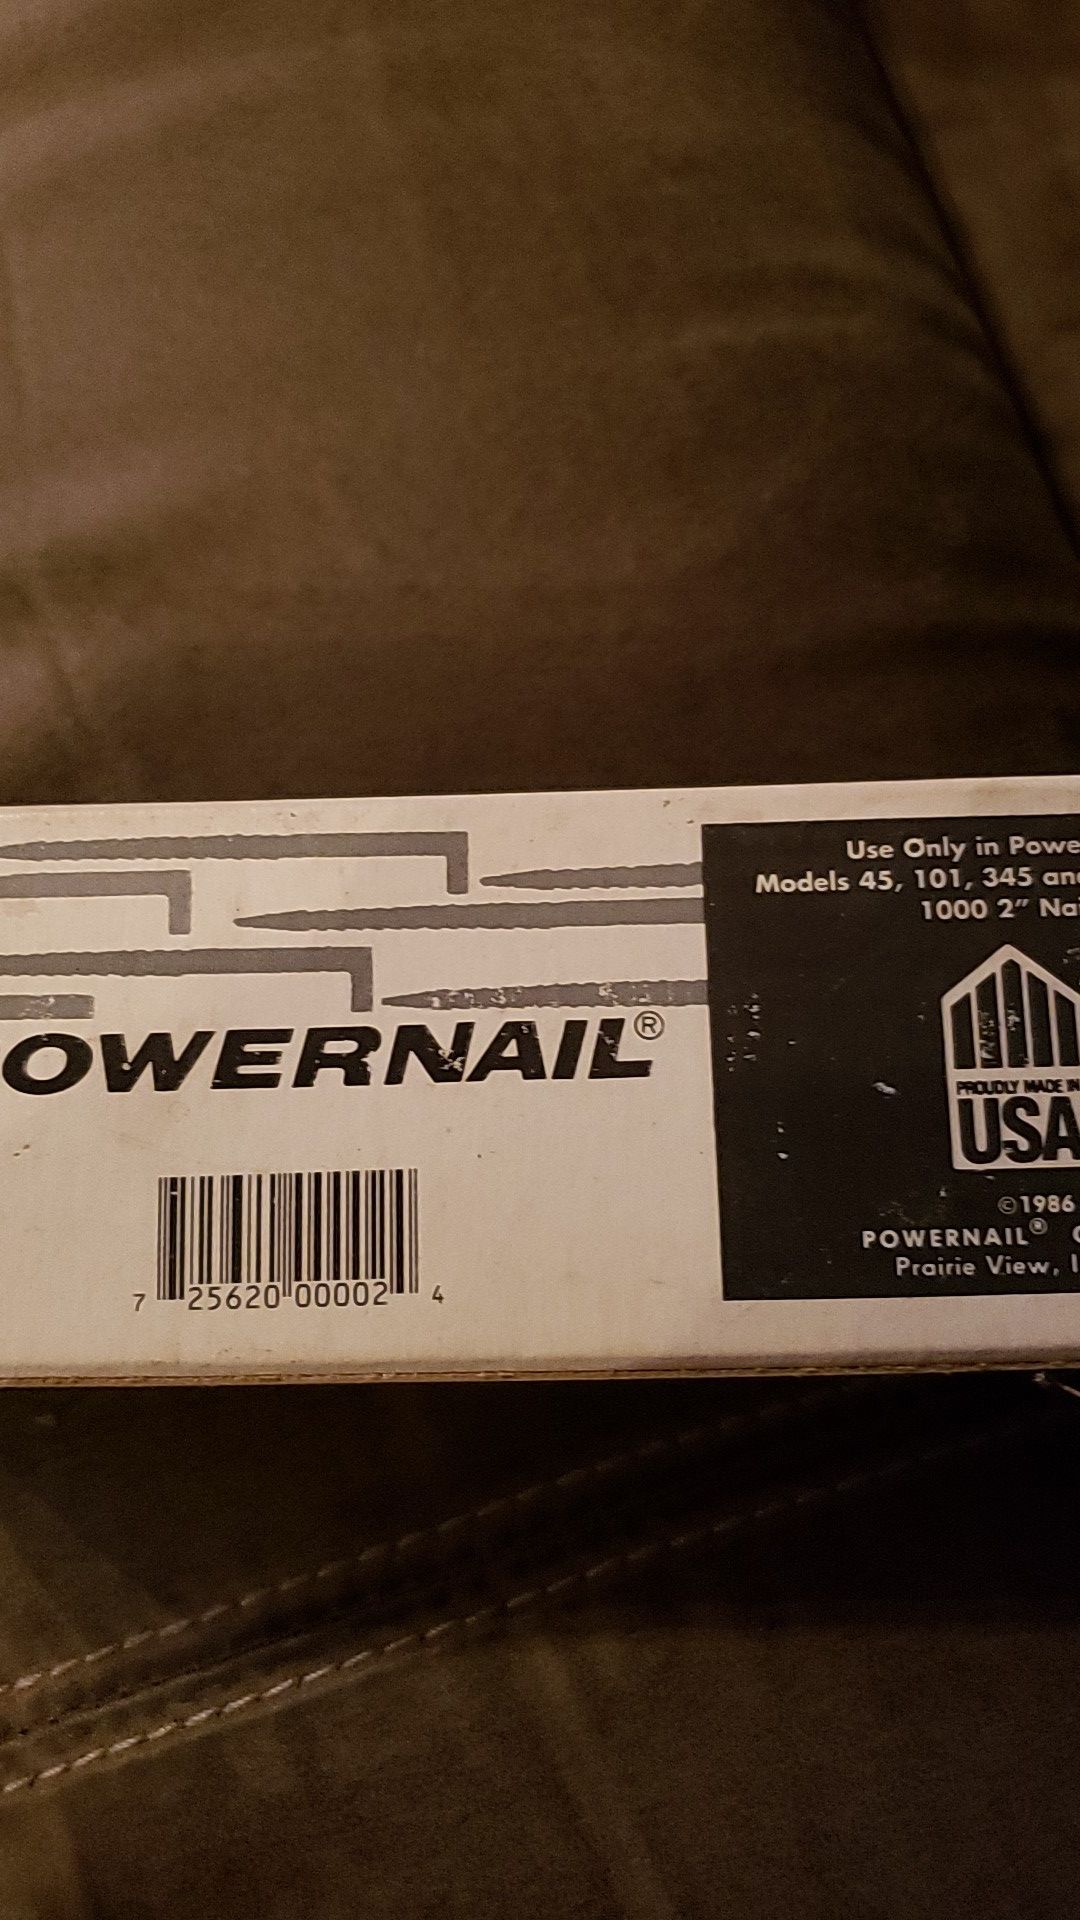 OWERNAIL®
7 25620 00002 4
Use Only in Powe
Models 45, 101, 345 an
1000 2" Na
PROUDLY MADE IN
USA
©1986
POWERNAIL®
Prairie View, I